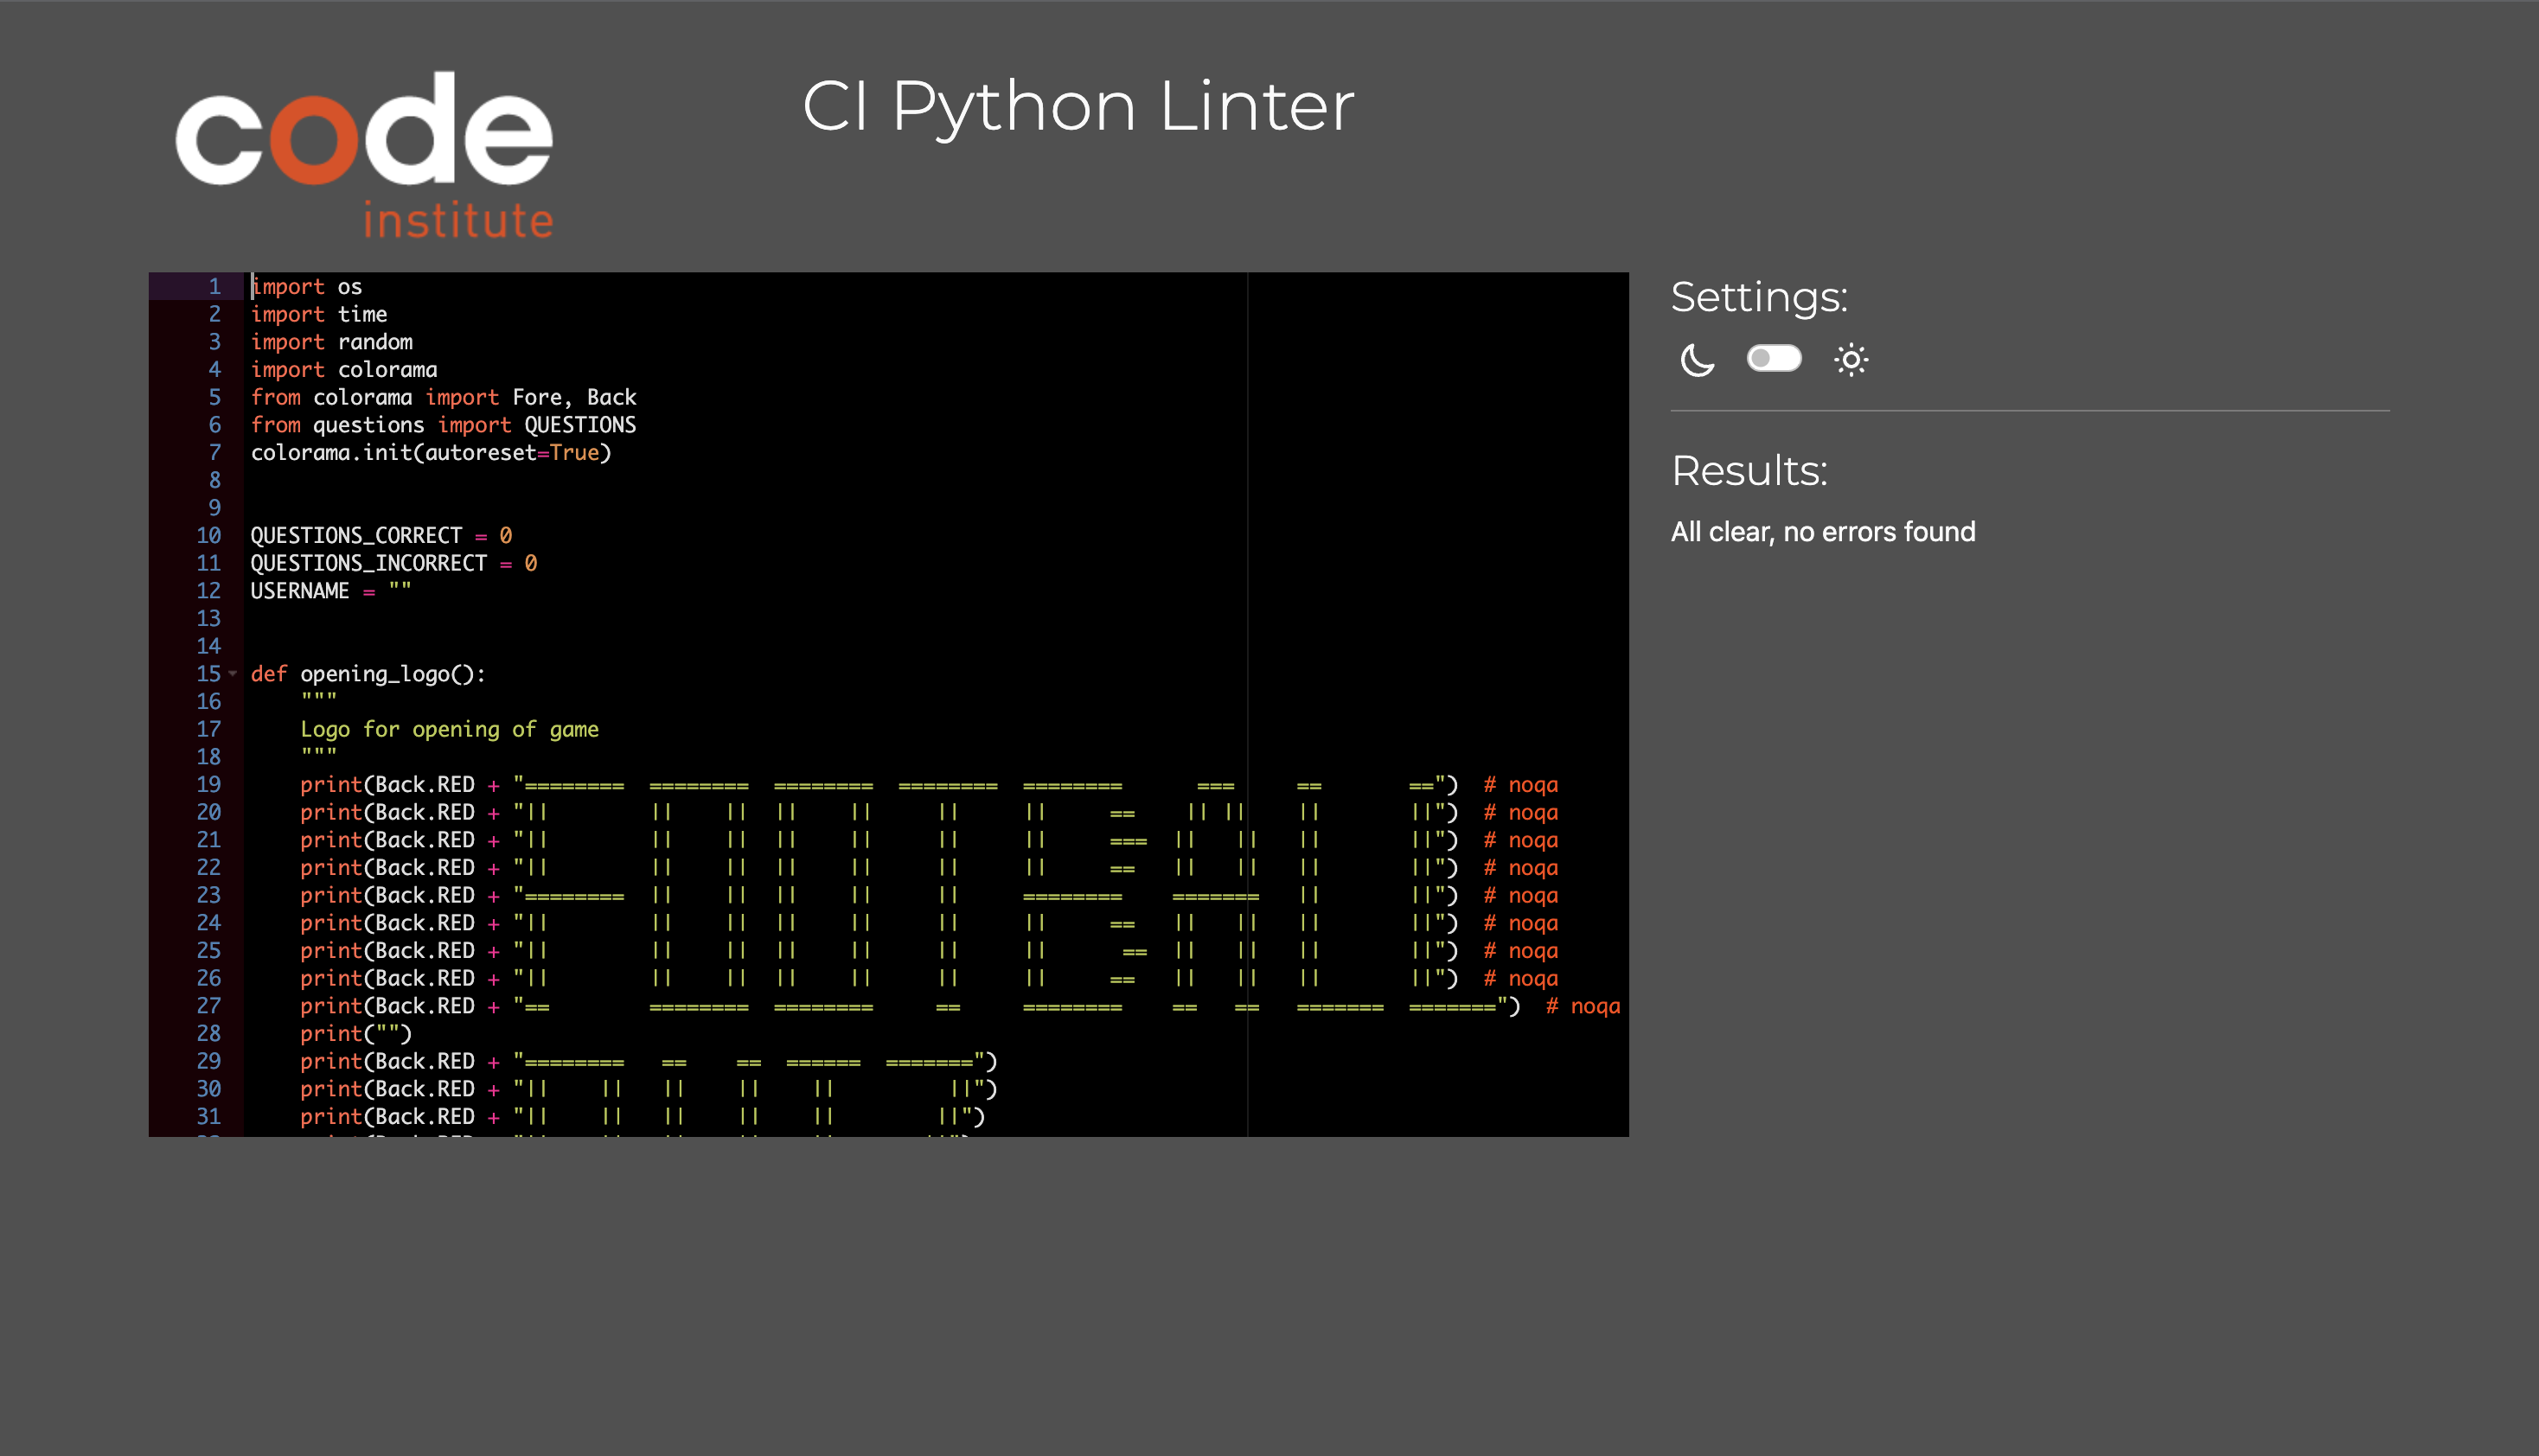 code
institute
CI Python Linter
1 import os
2 import time
3 import random
4 import colorama
5 from colorama import Fore, Back
6 from questions import QUESTIONS
7 colorama.init(autoreset=True)
8
9
10 QUESTIONS_CORRECT = 0
11 QUESTIONS_INCORRECT = 0
12 USERNAME = ""
13
14
15 def opening_logo():
16     """
17     Logo for opening of game
18     """
19     print(Back.RED + "========  ========  ========  ========  ========      ===     ==       ==")  # noqa
20     print(Back.RED + "||        ||    ||  ||    ||     ||     ||     ==    || ||    ||       ||")  # noqa
21     print(Back.RED + "||        ||    ||  ||    ||     ||     ||     ===  ||   ||   ||       ||")  # noqa
22     print(Back.RED + "||        ||    ||  ||    ||     ||     ||     ==   ||   ||   ||       ||")  # noqa
23     print(Back.RED + "========  ||    ||  ||    ||     ||     ========    =======   ||       ||")  # noqa
24     print(Back.RED + "||        ||    ||  ||    ||     ||     ||     ==   ||   ||   ||       ||")  # noqa
25     print(Back.RED + "||        ||    ||  ||    ||     ||     ||      ==  ||   ||   ||       ||")  # noqa
26     print(Back.RED + "||        ||    ||  ||    ||     ||     ||     ==   ||   ||   ||       ||")  # noqa
27     print(Back.RED + "==        ========  ========     ==     ========    ==   ==   =======  =======")  # noqa
28     print("")
29     print(Back.RED + "========   ==    ==  ======  =======")
30     print(Back.RED + "||    ||   ||    ||    ||         ||")
31     print(Back.RED + "||    ||   ||    ||    ||        ||")
Settings:
Results:
All clear, no errors found